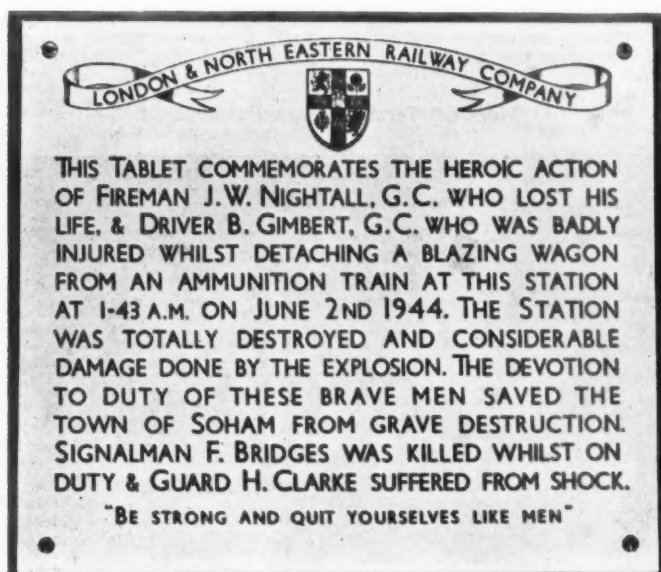 LONDON & NORTH EASTERN RAILWAY COMPANY
THIS TABLET COMMEMORATES THE HEROIC ACTION
OF FIREMAN J.W. NIGHTALL, G.C. WHO LOST HIS
LIFE, & DRIVER B. GIMBERT, G.C. WHO WAS BADLY
INJURED WHILST DETACHING A BLAZING WAGON
FROM AN AMMUNITION TRAIN AT THIS STATION
AT 1-43 A.M. ON JUNE 2ND 1944. THE STATION
WAS TOTALLY DESTROYED AND CONSIDERABLE
DAMAGE DONE BY THE EXPLOSION. THE DEVOTION
TO DUTY OF THESE BRAVE MEN SAVED THE
TOWN OF SOHAM FROM GRAVE DESTRUCTION.
SIGNALMAN F. BRIDGES WAS KILLED WHILST ON
DUTY & GUARD H. CLARKE SUFFERED FROM SHOCK.
"BE STRONG AND QUIT YOURSELVES LIKE MEN"